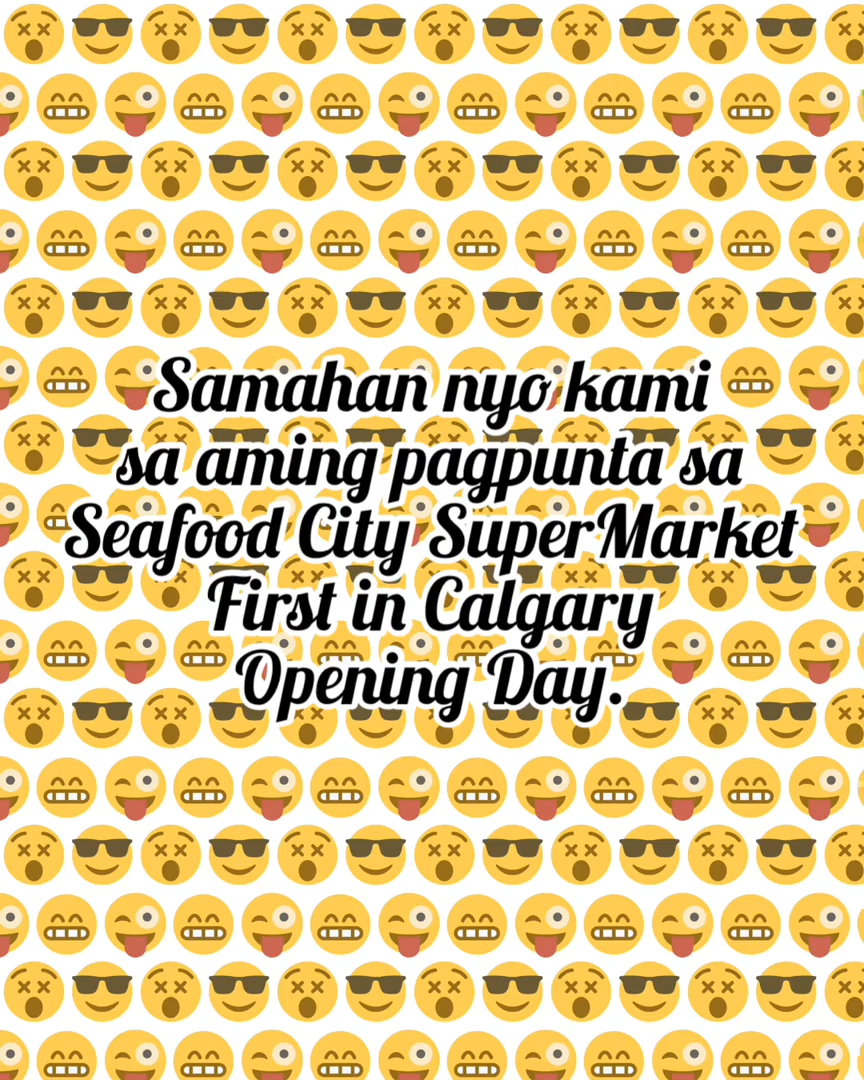 Samahan nyo kami
sa aming pagpunta sa
Seafood City SuperMarket
First in Calgary
Opening Day.